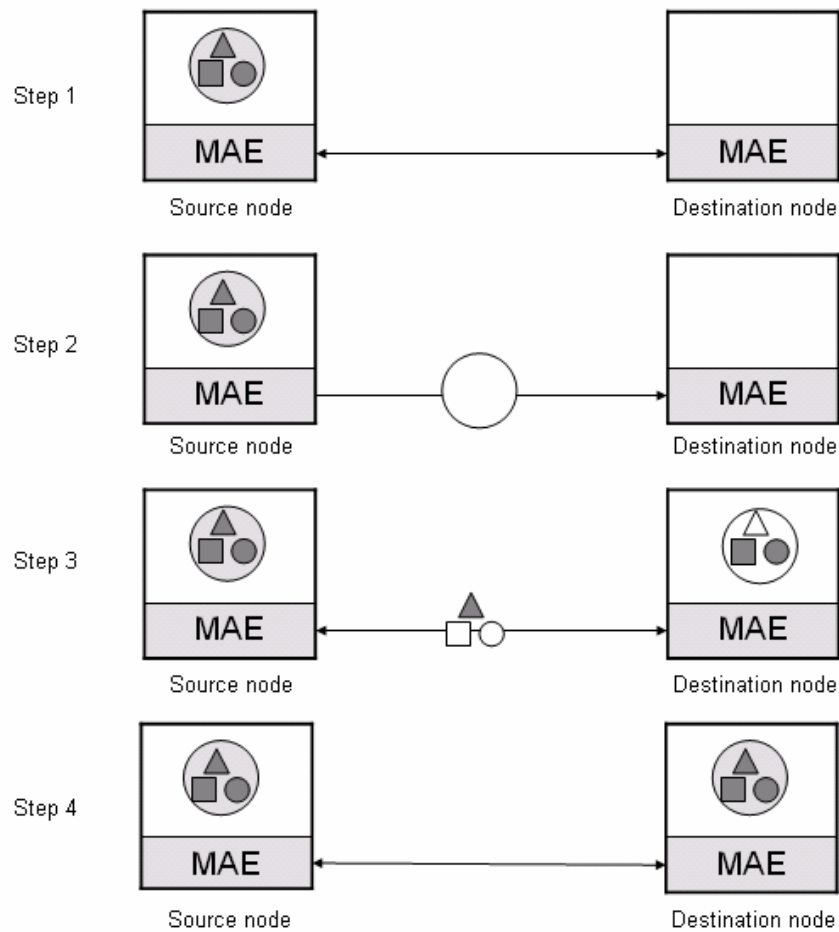 Step 1
MAE
MAE
Source node
Destination node
Step 2
MAE
MAE
Source node
Destination node
Step 3
MAE
MAE
Source node
Destination node
Step 4
MAE
MAE
Source node
Destination node